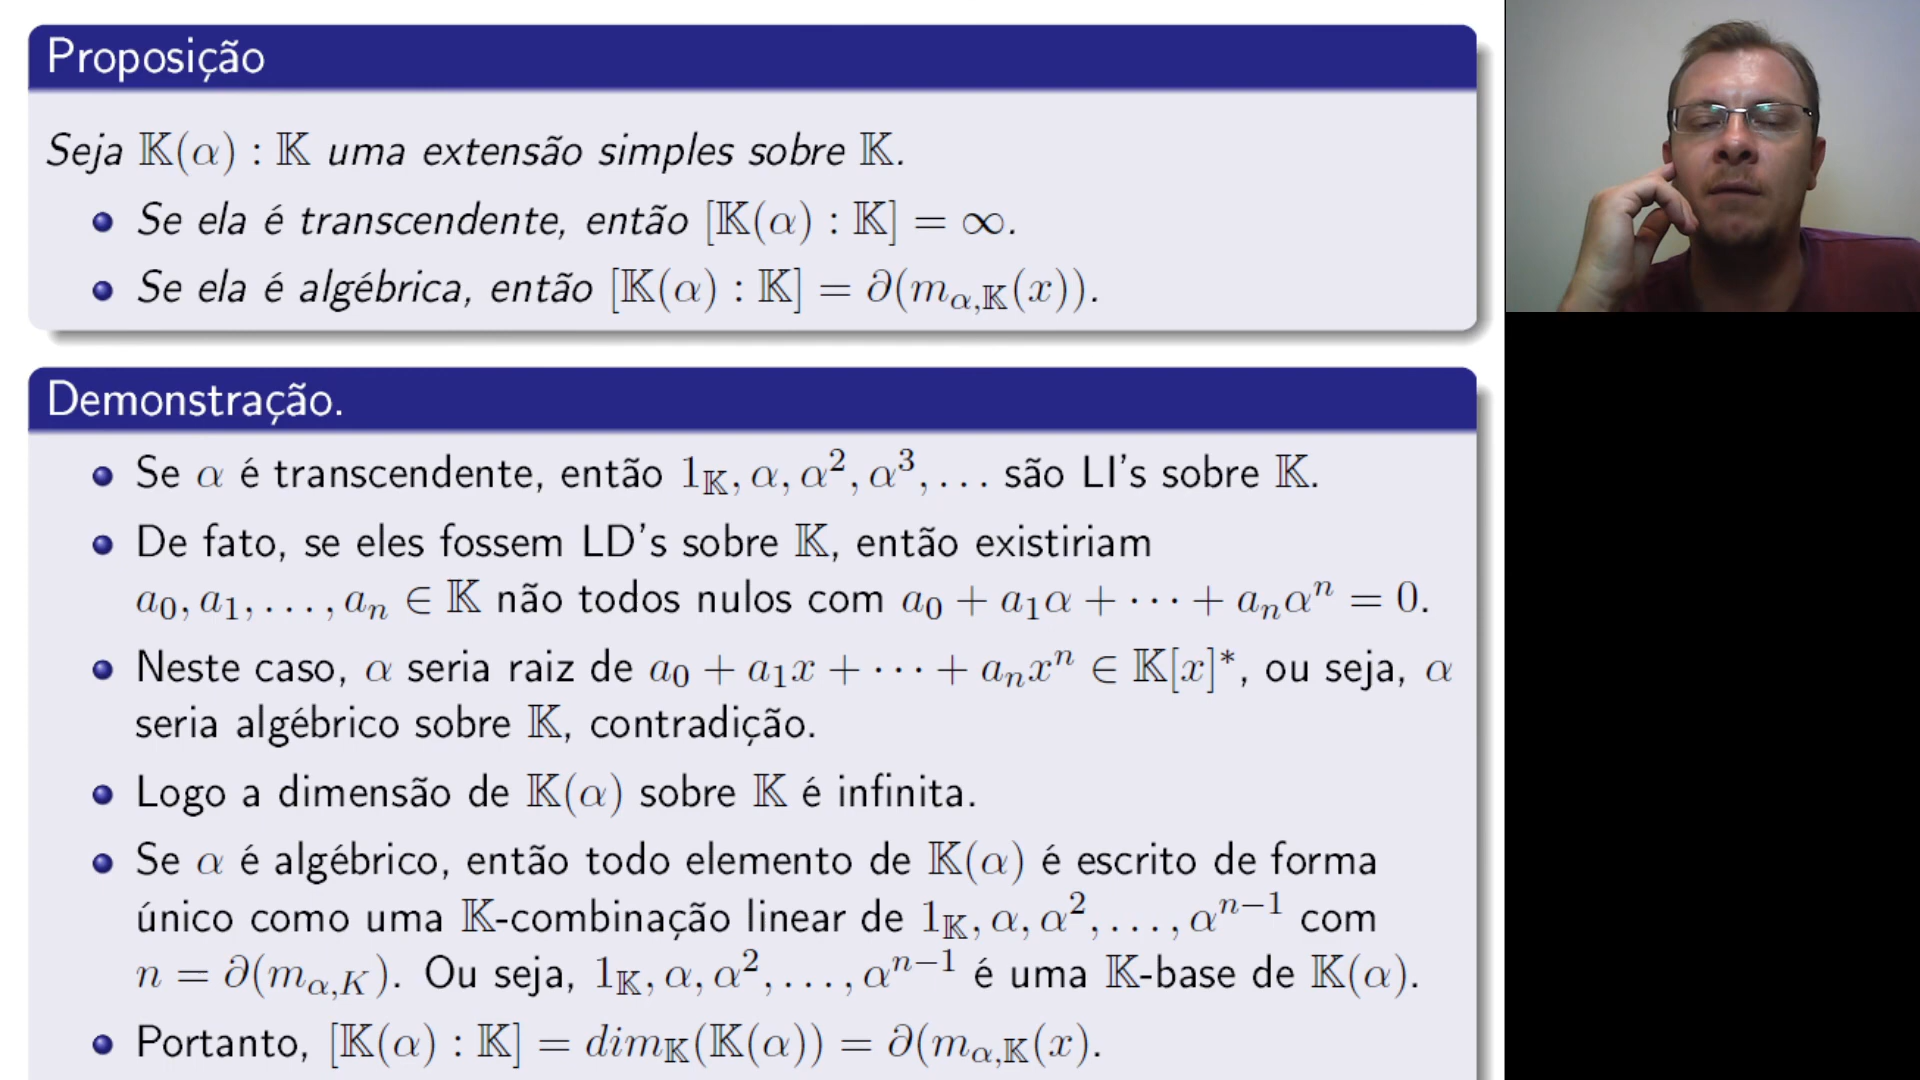 Proposição
Seja 𝕂(α) : 𝕂 uma extensão simples sobre 𝕂.
Se ela é transcendente, então [𝕂(α) : 𝕂] = ∞.
Se ela é algébrica, então [𝕂(α) : 𝕂] = ∂(m_{α,𝕂}(x)).
Demonstração.
Se α é transcendente, então 1_𝕂, α, α², α³, . . . são LI's sobre 𝕂.
De fato, se eles fossem LD's sobre 𝕂, então existiriam
a₀, a₁, . . . , aₙ ∈ 𝕂 não todos nulos com a₀ + a₁α + · · · + aₙαⁿ = 0.
Neste caso, α seria raiz de a₀ + a₁x + · · · + aₙxⁿ ∈ 𝕂[x]*, ou seja, α
seria algébrico sobre 𝕂, contradição.
Logo a dimensão de 𝕂(α) sobre 𝕂 é infinita.
Se α é algébrico, então todo elemento de 𝕂(α) é escrito de forma
único como uma 𝕂-combinação linear de 1_𝕂, α, α², . . . , αⁿ⁻¹ com
n = ∂(m_{α,K}). Ou seja, 1_𝕂, α, α², . . . , αⁿ⁻¹ é uma 𝕂-base de 𝕂(α).
Portanto, [𝕂(α) : 𝕂] = dim_𝕂(𝕂(α)) = ∂(m_{α,𝕂}(x).